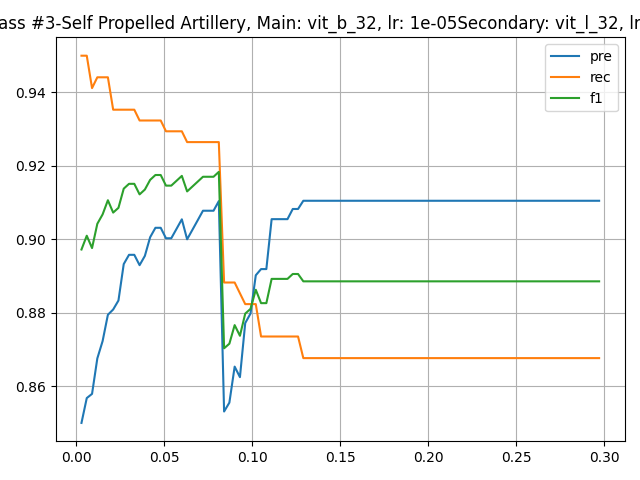 ass #3-Self Propelled Artillery, Main: vit_b_32, lr: 1e-05Secondary: vit_l_32, lr
pre
rec
f1
0.94
0.92
0.90
0.88
0.86
0.00 0.05 0.10 0.15 0.20 0.25 0.30